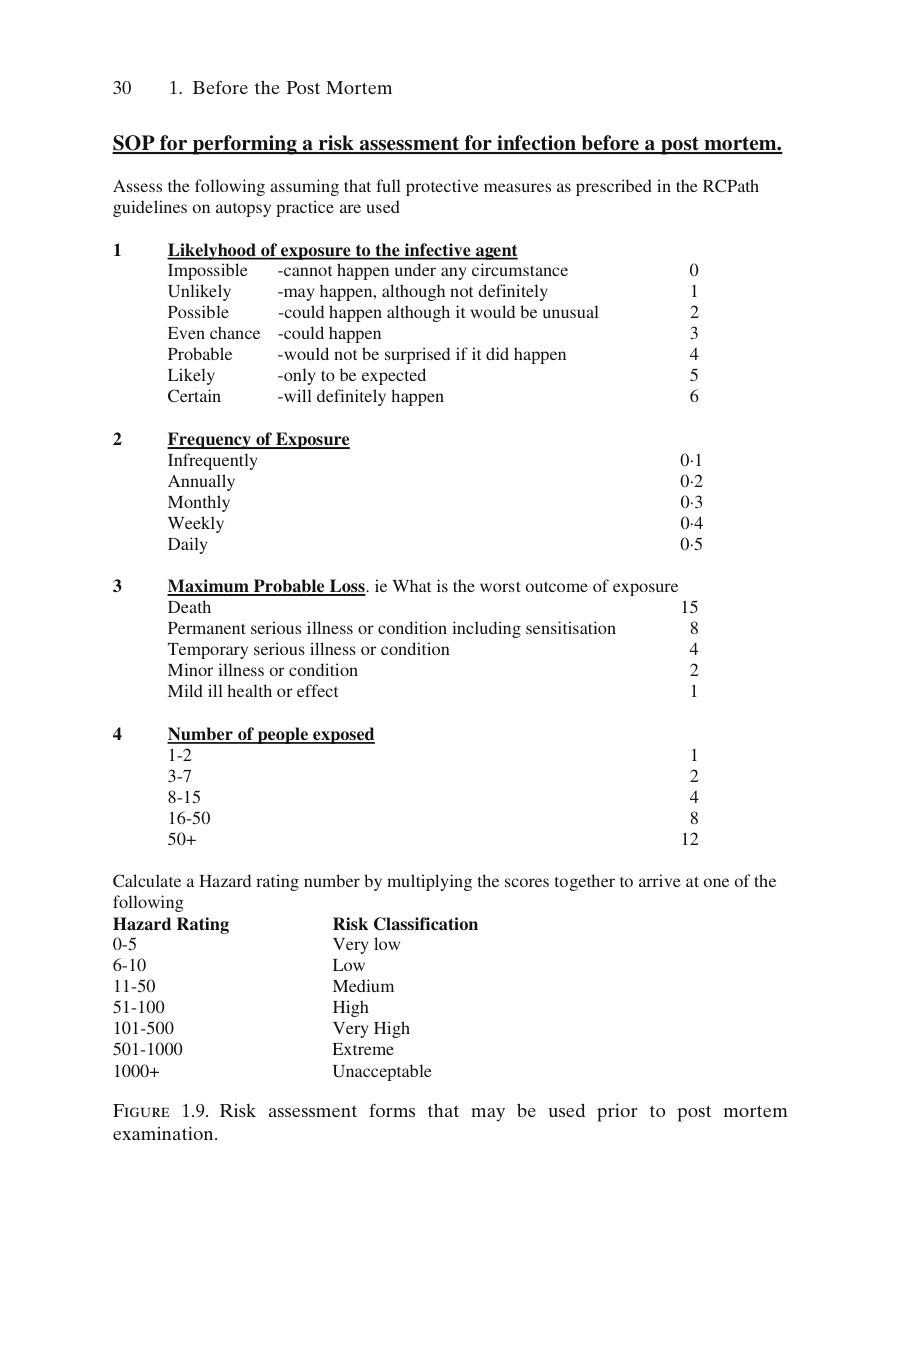 30 1. Before the Post Mortem
SOP for performing a risk assessment for infection before a post mortem.
Assess the following assuming that full protective measures as prescribed in the RCPath
guidelines on autopsy practice are used
1 Likelyhood of exposure to the infective agent
Impossible -cannot happen under any circumstance 0
Unlikely -may happen, although not definitely 1
Possible -could happen although it would be unusual 2
Even chance -could happen 3
Probable -would not be surprised if it did happen 4
Likely -only to be expected 5
Certain -will definitely happen 6
2 Frequency of Exposure
Infrequently 0·1
Annually 0·2
Monthly 0·3
Weekly 0·4
Daily 0·5
3 Maximum Probable Loss. ie What is the worst outcome of exposure
Death 15
Permanent serious illness or condition including sensitisation 8
Temporary serious illness or condition 4
Minor illness or condition 2
Mild ill health or effect 1
4 Number of people exposed
1-2 1
3-7 2
8-15 4
16-50 8
50+ 12
Calculate a Hazard rating number by multiplying the scores together to arrive at one of the
following
Hazard Rating Risk Classification
0-5 Very low
6-10 Low
11-50 Medium
51-100 High
101-500 Very High
501-1000 Extreme
1000+ Unacceptable
FIGURE 1.9. Risk assessment forms that may be used prior to post mortem
examination.